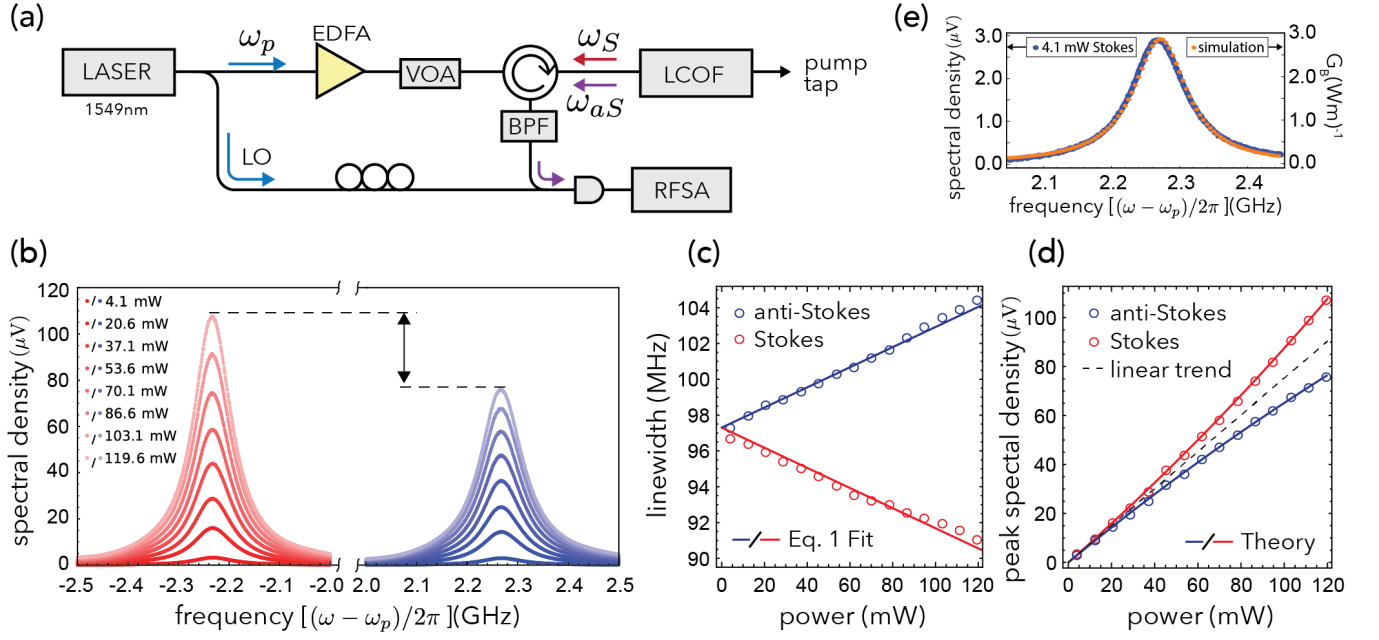 (a)
LASER
1549nm
ω_p
EDFA
VOA
ω_S
ω_aS
LCOF
pump
tap
BPF
LO
RFSA
(e)
spectral density (μV)
3.0
2.0
1.0
0.0
4.1 mW Stokes
simulation
3.0
2.0
1.0
0.0
G_B(Wm)^-1
2.1 2.2 2.3 2.4
frequency [(ω − ω_p)/2π](GHz)
(b)
spectral density (μV)
120
100
80
60
40
20
0
•/• 4.1 mW
•/• 20.6 mW
•/• 37.1 mW
•/• 53.6 mW
•/• 70.1 mW
•/• 86.6 mW
•/• 103.1 mW
•/• 119.6 mW
-2.5 -2.4 -2.3 -2.2 -2.1 -2.0 2.0 2.1 2.2 2.3 2.4 2.5
frequency [(ω − ω_p)/2π](GHz)
(c)
linewidth (MHz)
104
102
100
98
96
94
92
90
anti-Stokes
Stokes
Eq. 1 Fit
0 20 40 60 80 100 120
power (mW)
(d)
peak spectal density (μV)
100
80
60
40
20
0
anti-Stokes
Stokes
linear trend
Theory
0 20 40 60 80 100 120
power (mW)